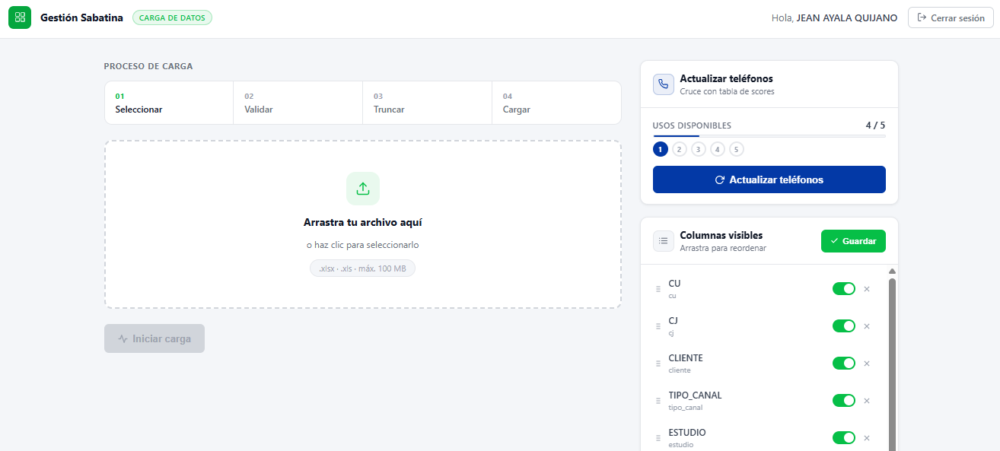 Gestión Sabatina
CARGA DE DATOS
Hola, JEAN AYALA QUIJANO
Cerrar sesión
PROCESO DE CARGA
01
Seleccionar
02
Validar
03
Truncar
04
Cargar
Arrastra tu archivo aquí
o haz clic para seleccionarlo
.xlsx · .xls · máx. 100 MB
Iniciar carga
Actualizar teléfonos
Cruce con tabla de scores
USOS DISPONIBLES
4 / 5
1 2 3 4 5
Actualizar teléfonos
Columnas visibles
Arrastra para reordenar
Guardar
CU
cu
CJ
cj
CLIENTE
cliente
TIPO_CANAL
tipo_canal
ESTUDIO
estudio